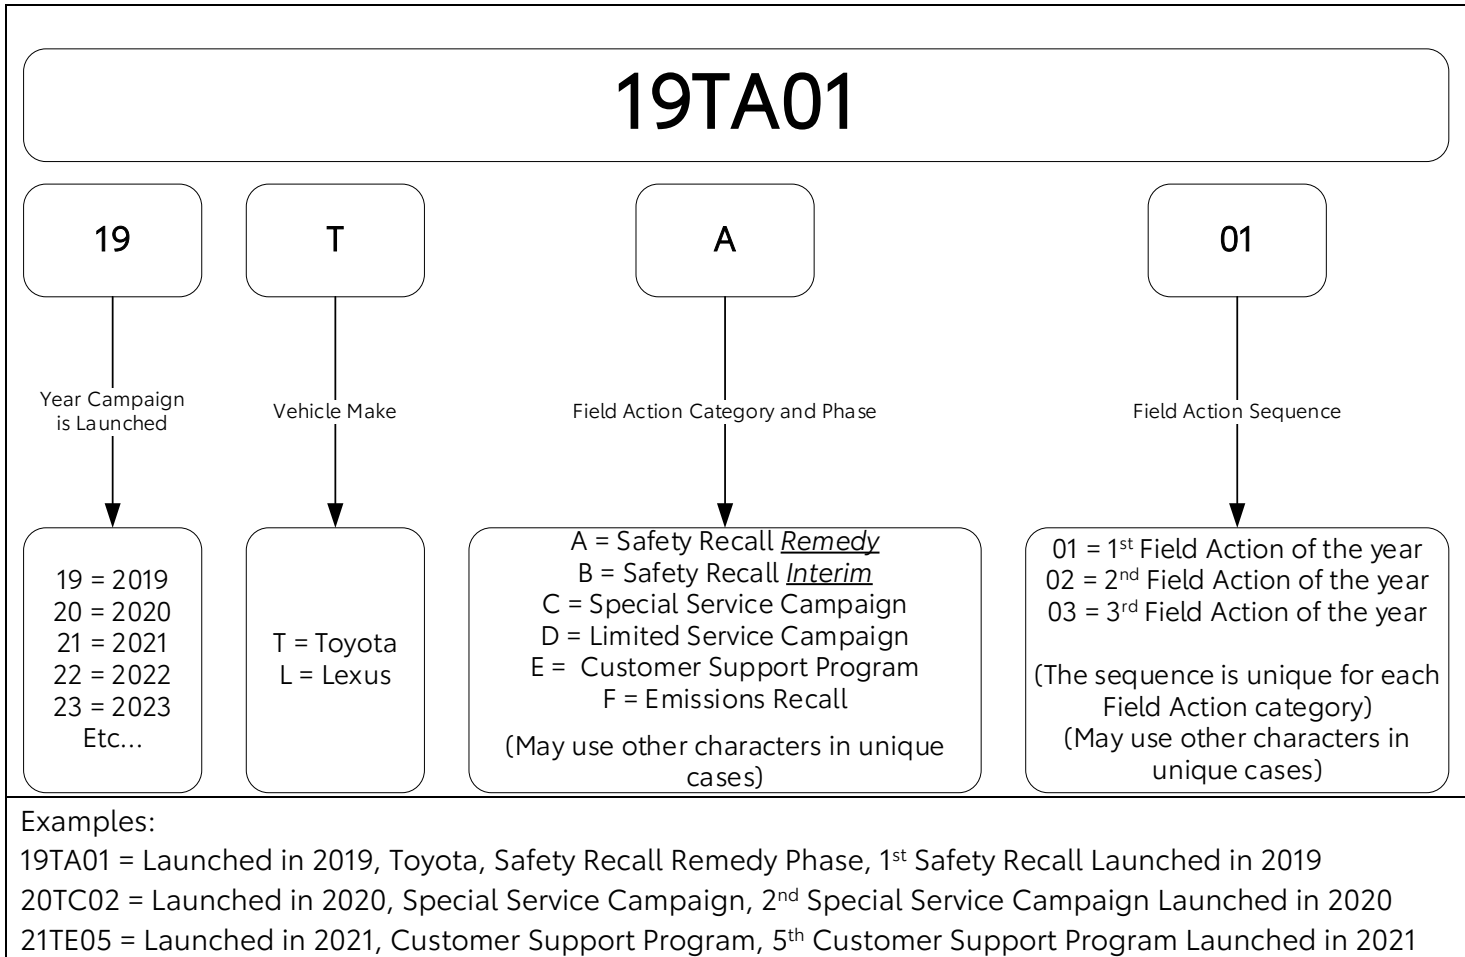 19TA01
19
T
A
01
Year Campaign
is Launched
Vehicle Make
Field Action Category and Phase
Field Action Sequence
19 = 2019
20 = 2020
21 = 2021
22 = 2022
23 = 2023
Etc...
T = Toyota
L = Lexus
A = Safety Recall Remedy
B = Safety Recall Interim
C = Special Service Campaign
D = Limited Service Campaign
E =  Customer Support Program
F = Emissions Recall
(May use other characters in unique
cases)
01 = 1st Field Action of the year
02 = 2nd Field Action of the year
03 = 3rd Field Action of the year
(The sequence is unique for each
Field Action category)
(May use other characters in
unique cases)
Examples:
19TA01 = Launched in 2019, Toyota, Safety Recall Remedy Phase, 1st Safety Recall Launched in 2019
20TC02 = Launched in 2020, Special Service Campaign, 2nd Special Service Campaign Launched in 2020
21TE05 = Launched in 2021, Customer Support Program, 5th Customer Support Program Launched in 2021